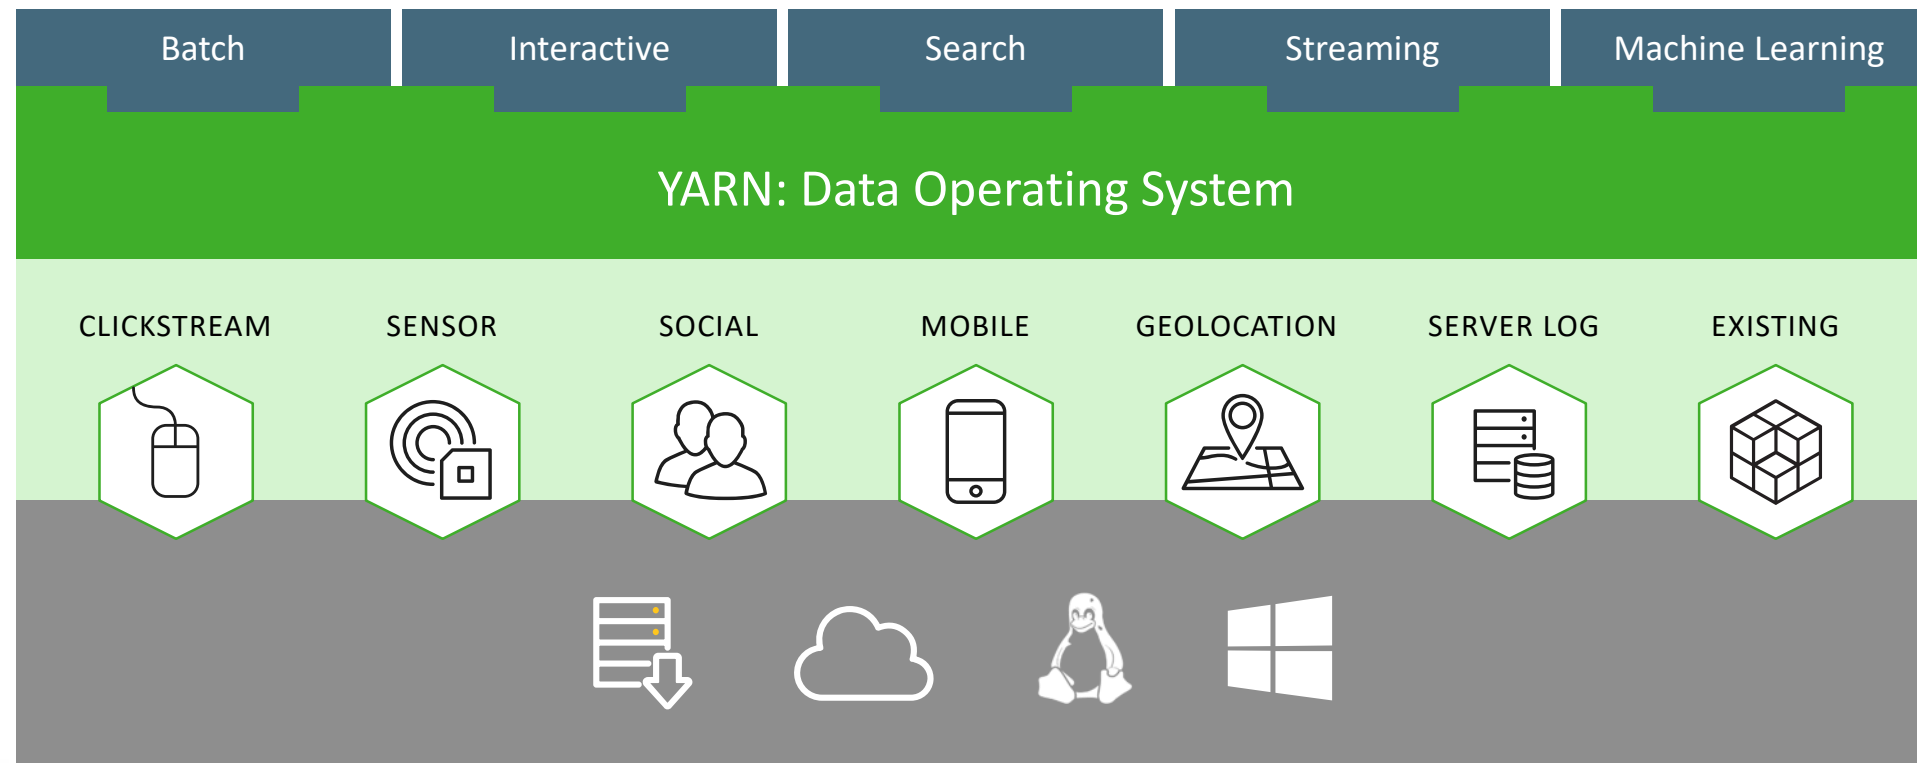 Batch
Interactive
Search
Streaming
Machine Learning
YARN: Data Operating System
CLICKSTREAM
SENSOR
SOCIAL
MOBILE
GEOLOCATION
SERVER LOG
EXISTING